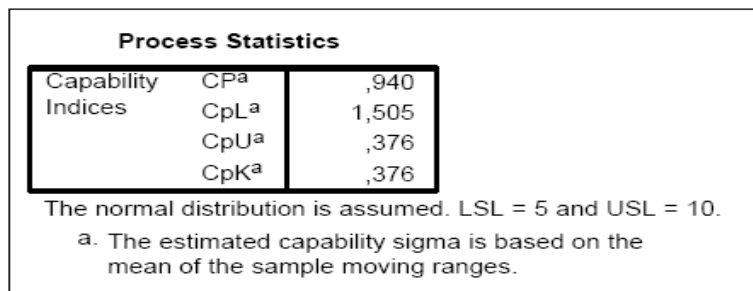 Process Statistics
Capability CPa ,940
Indices CpLa 1,505
CpUa ,376
CpKa ,376
The normal distribution is assumed. LSL = 5 and USL = 10.
a. The estimated capability sigma is based on the
mean of the sample moving ranges.